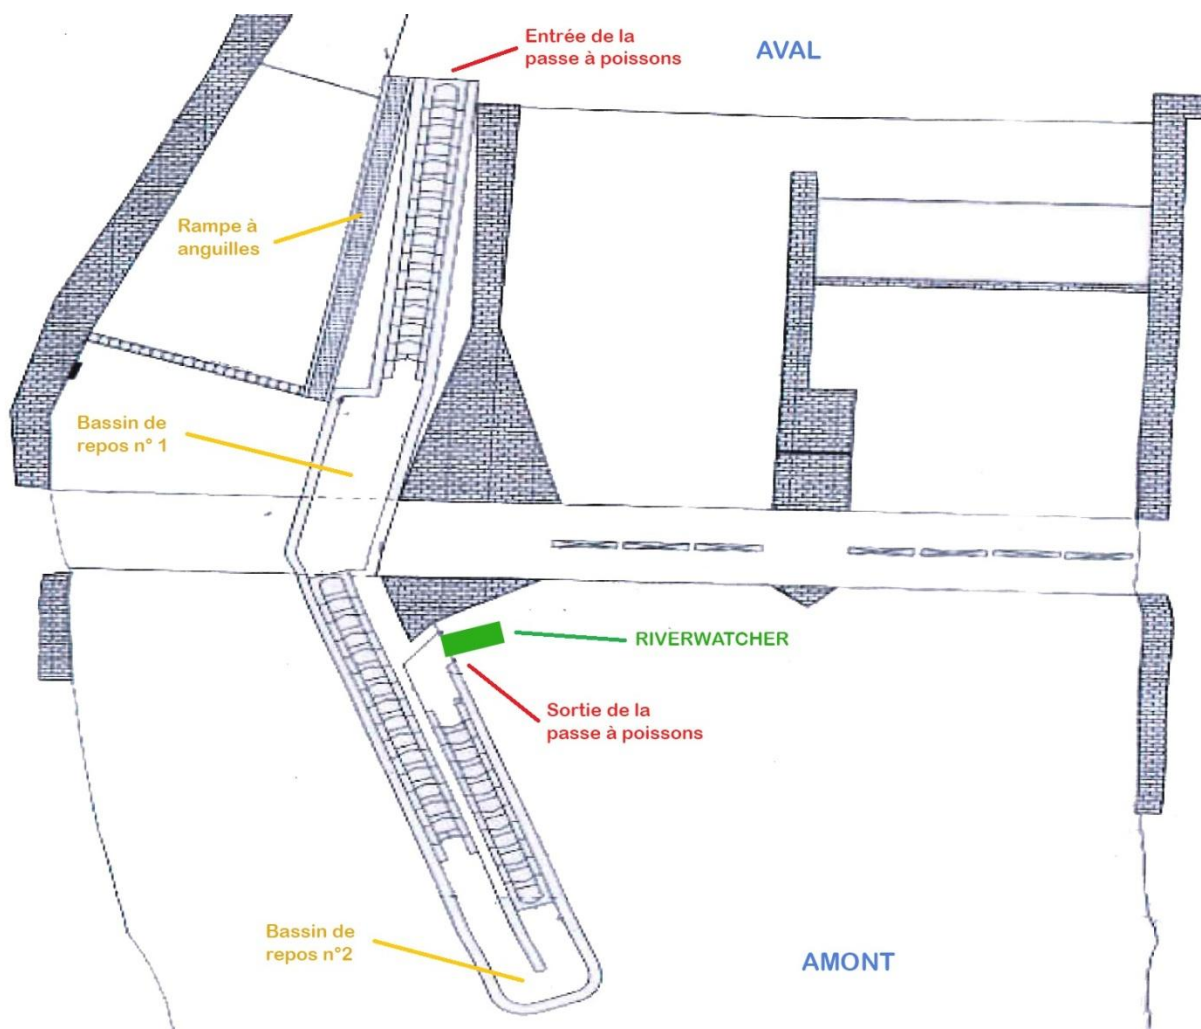 Entrée de la
passe à poissons
AVAL
Rampe à
anguilles
Bassin de
repos n° 1
RIVERWATCHER
Sortie de la
passe à poissons
Bassin de
repos n°2
AMONT